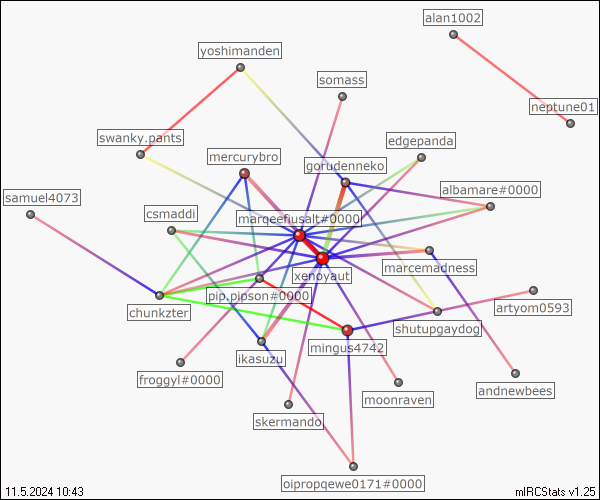 alan1002
yoshimanden
somass
neptune01
swanky.pants
edgepanda
mercurybro
gordenneko
samuel4073
albamare#0000
csmaddi
marceefiusalt#0000
xenoyaut
marcemadness
pip.pipson#0000
chunkzter
artyom0593
shutupgaydog
ikasuzu
mingus4742
froggyl#0000
andnewbees
moonraven
skermando
oipropqewe0171#0000
11.5.2024 10:43
mIRCStats v1.25